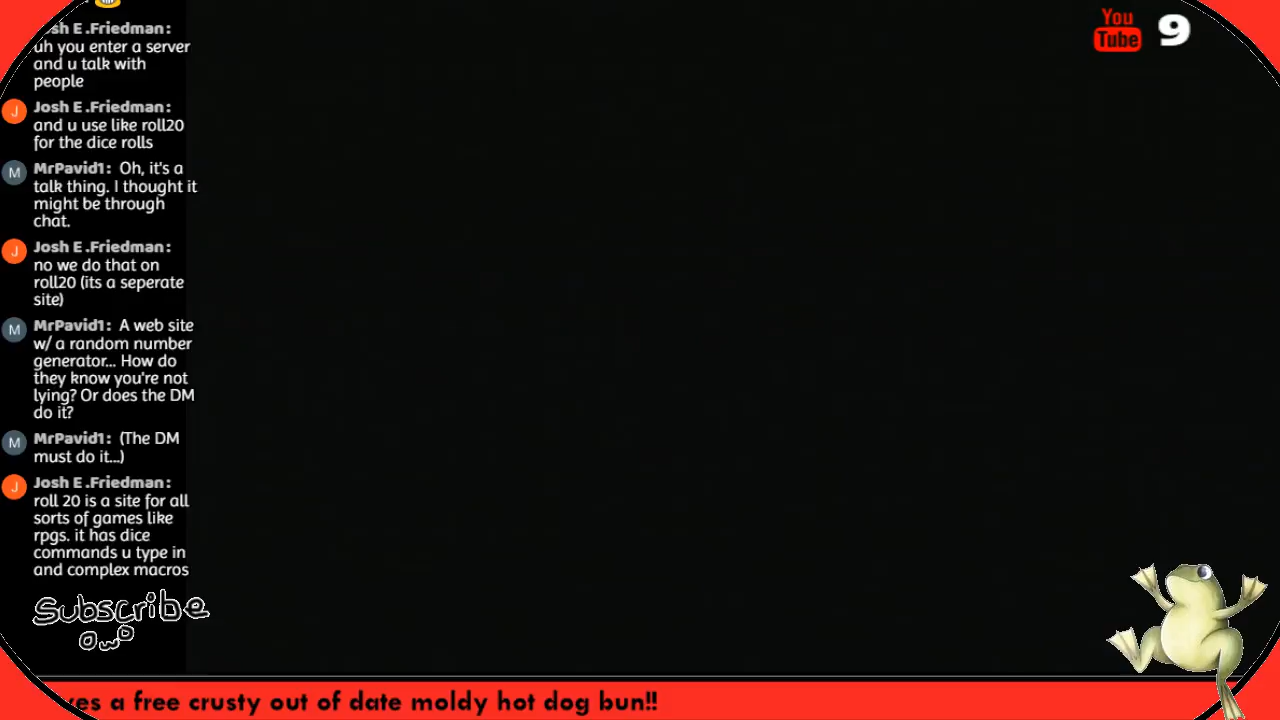 sh E .Friedman:
uh you enter a server
and u talk with
people
Josh E .Friedman:
and u use like roll20
for the dice rolls
MrPavid1: Oh, it's a
talk thing. I thought it
might be through
chat.
Josh E .Friedman:
no we do that on
roll20 (its a seperate
site)
MrPavid1: A web site
w/ a random number
generator... How do
they know you're not
lying? Or does the DM
do it?
MrPavid1: (The DM
must do it...)
Josh E .Friedman:
roll 20 is a site for all
sorts of games like
rpgs. it has dice
commands u type in
and complex macros
J
M
J
M
M
J
Subscribe
OwO
You
Tube
9
es a free crusty out of date moldy hot dog bun!!